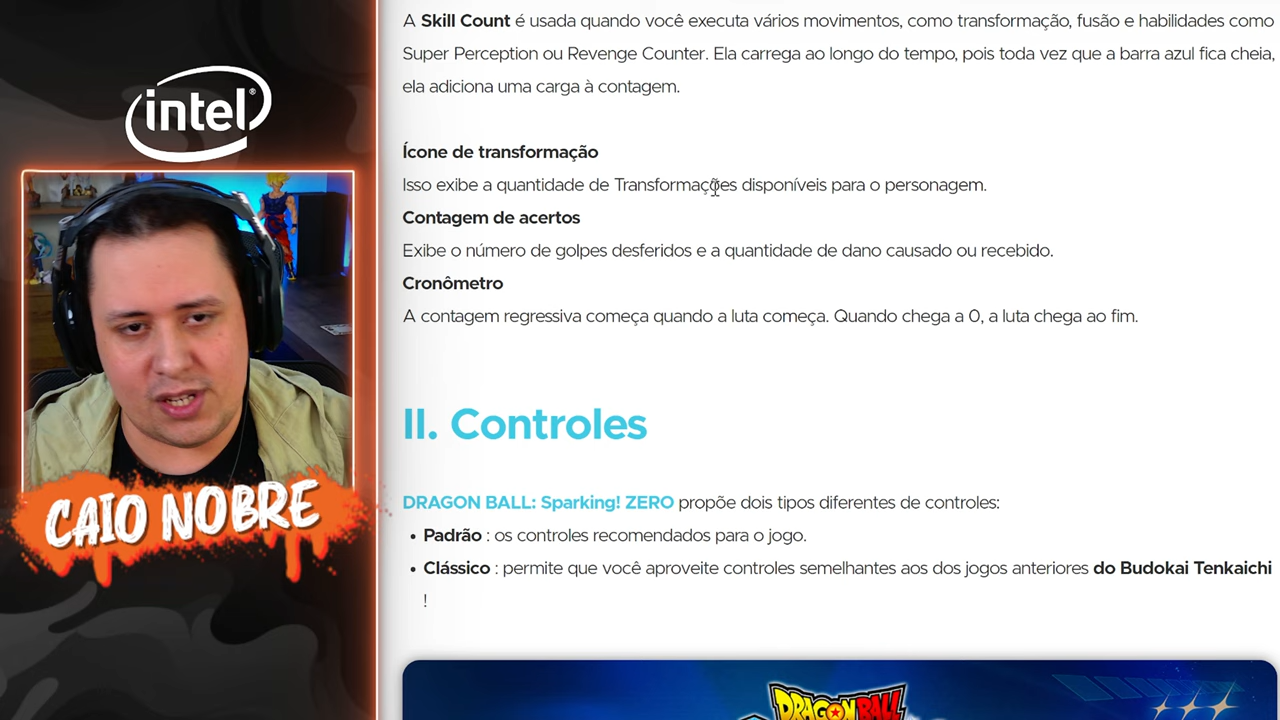 A Skill Count é usada quando você executa vários movimentos, como transformação, fusão e habilidades como
Super Perception ou Revenge Counter. Ela carrega ao longo do tempo, pois toda vez que a barra azul fica cheia,
ela adiciona uma carga à contagem.
intel®
Ícone de transformação
Isso exibe a quantidade de Transformações disponíveis para o personagem.
Contagem de acertos
Exibe o número de golpes desferidos e a quantidade de dano causado ou recebido.
Cronômetro
A contagem regressiva começa quando a luta começa. Quando chega a 0, a luta chega ao fim.
II. Controles
CAIO NOBRE
DRAGON BALL: Sparking! ZERO propõe dois tipos diferentes de controles:
• Padrão : os controles recomendados para o jogo.
• Clássico : permite que você aproveite controles semelhantes aos dos jogos anteriores do Budokai Tenkaichi
!
DRAGON BALL